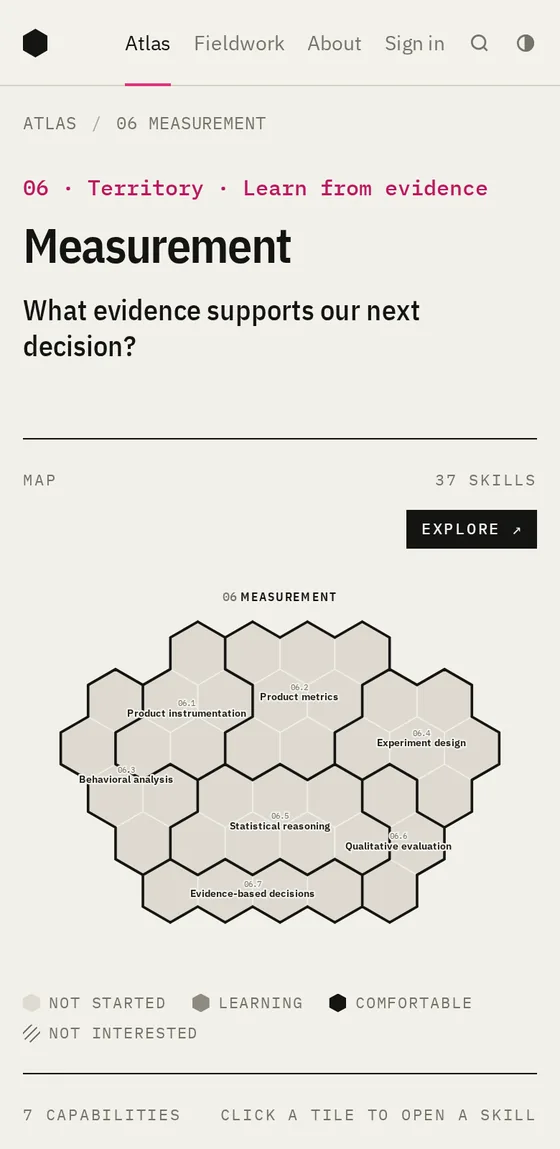 Atlas Fieldwork About Sign in
ATLAS / 06 MEASUREMENT
06 · Territory · Learn from evidence
Measurement
What evidence supports our next
decision?
MAP 37 SKILLS
EXPLORE ↗
06 MEASUREMENT
06.1
Product instrumentation
06.2
Product metrics
06.3
Behavioral analysis
06.4
Experiment design
06.5
Statistical reasoning
06.6
Qualitative evaluation
06.7
Evidence-based decisions
NOT STARTED LEARNING COMFORTABLE
NOT INTERESTED
7 CAPABILITIES CLICK A TILE TO OPEN A SKILL